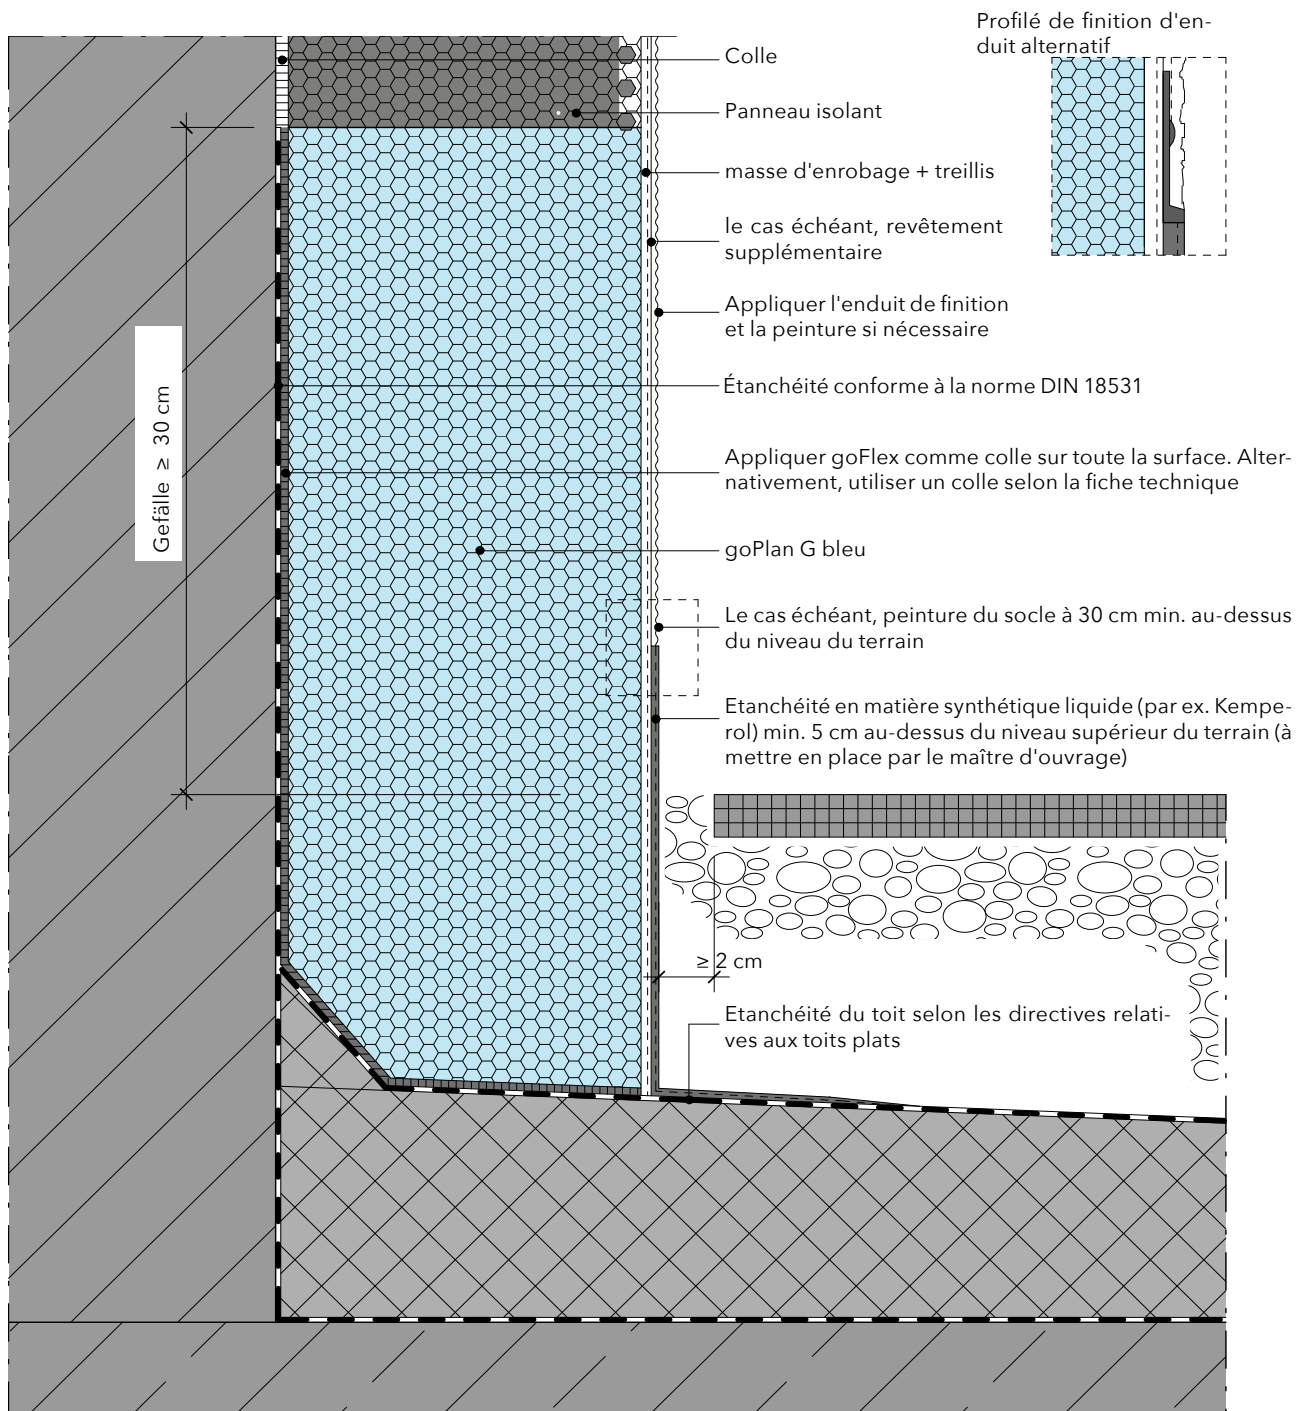 Profilé de finition d'en-
duit alternatif
Colle
Panneau isolant
masse d'enrobage + treillis
le cas échéant, revêtement
supplémentaire
Appliquer l'enduit de finition
et la peinture si nécessaire
Étanchéité conforme à la norme DIN 18531
Gefälle ≥ 30 cm
Appliquer goFlex comme colle sur toute la surface. Alter-
nativement, utiliser un colle selon la fiche technique
goPlan G bleu
Le cas échéant, peinture du socle à 30 cm min. au-dessus
du niveau du terrain
Etanchéité en matière synthétique liquide (par ex. Kempe-
rol) min. 5 cm au-dessus du niveau supérieur du terrain (à
mettre en place par le maître d'ouvrage)
≥ 2 cm
Etanchéité du toit selon les directives relati-
ves aux toits plats